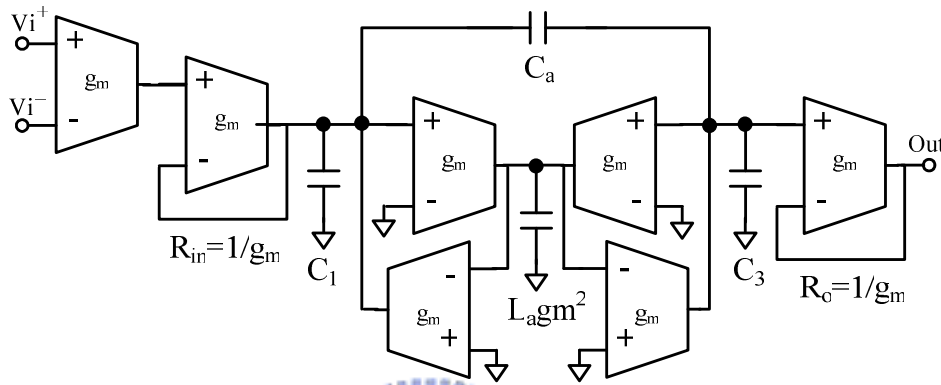 Vi⁺
+
gₘ
Vi⁻
-
+
gₘ
-
Rᵢₙ=1/gₘ
C₁
Cₐ
+
gₘ
-
+
gₘ
-
-
gₘ
+
Lₐgm²
-
gₘ
+
C₃
+
gₘ
-
Out
Rₒ=1/gₘ